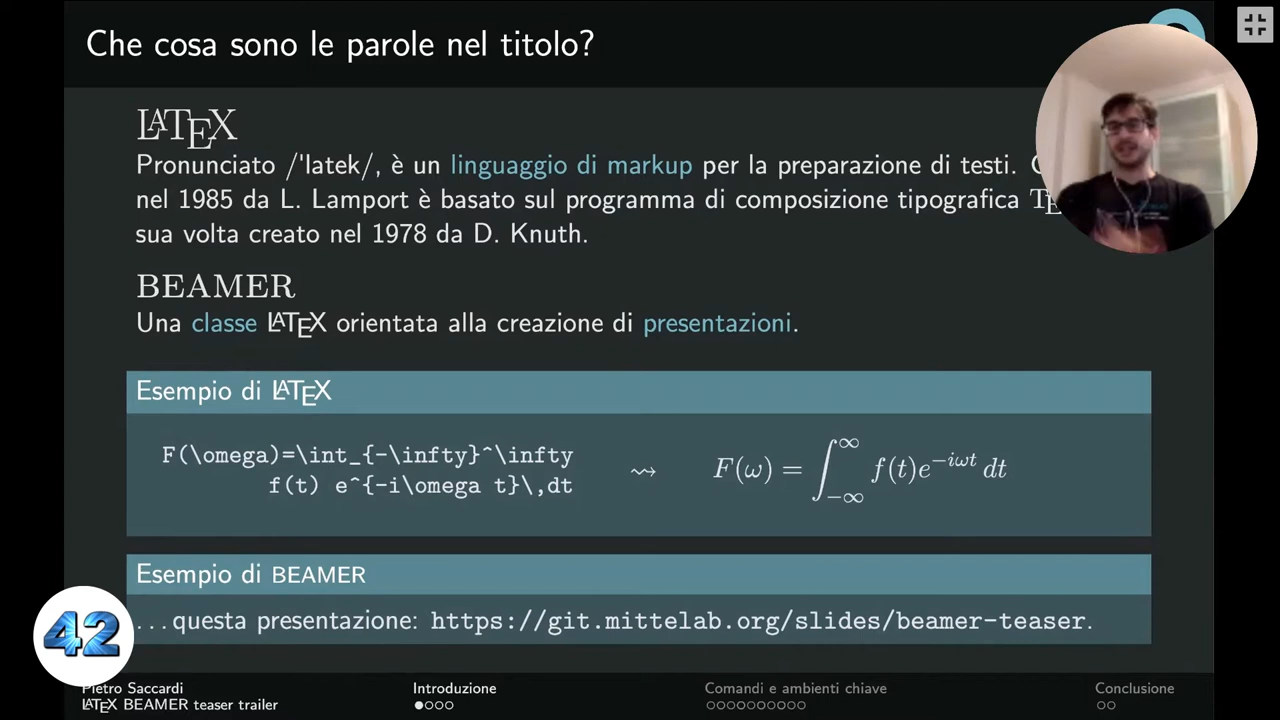 Che cosa sono le parole nel titolo?
LATEX
Pronunciato /'latek/, è un linguaggio di markup per la preparazione di testi.
nel 1985 da L. Lamport è basato sul programma di composizione tipografica
sua volta creato nel 1978 da D. Knuth.
BEAMER
Una classe LATEX orientata alla creazione di presentazioni.
Esempio di LATEX
F(\omega)=\int_{-\infty}^\infty
f(t) e^{-i\omega t}\,dt
⇝ F(ω) = ∫_{−∞}^{∞} f(t)e^{−iωt} dt
Esempio di BEAMER
...questa presentazione: https://git.mittelab.org/slides/beamer-teaser.
42
Pietro Saccardi Introduzione Comandi e ambienti chiave Conclusione
LATEX BEAMER teaser trailer